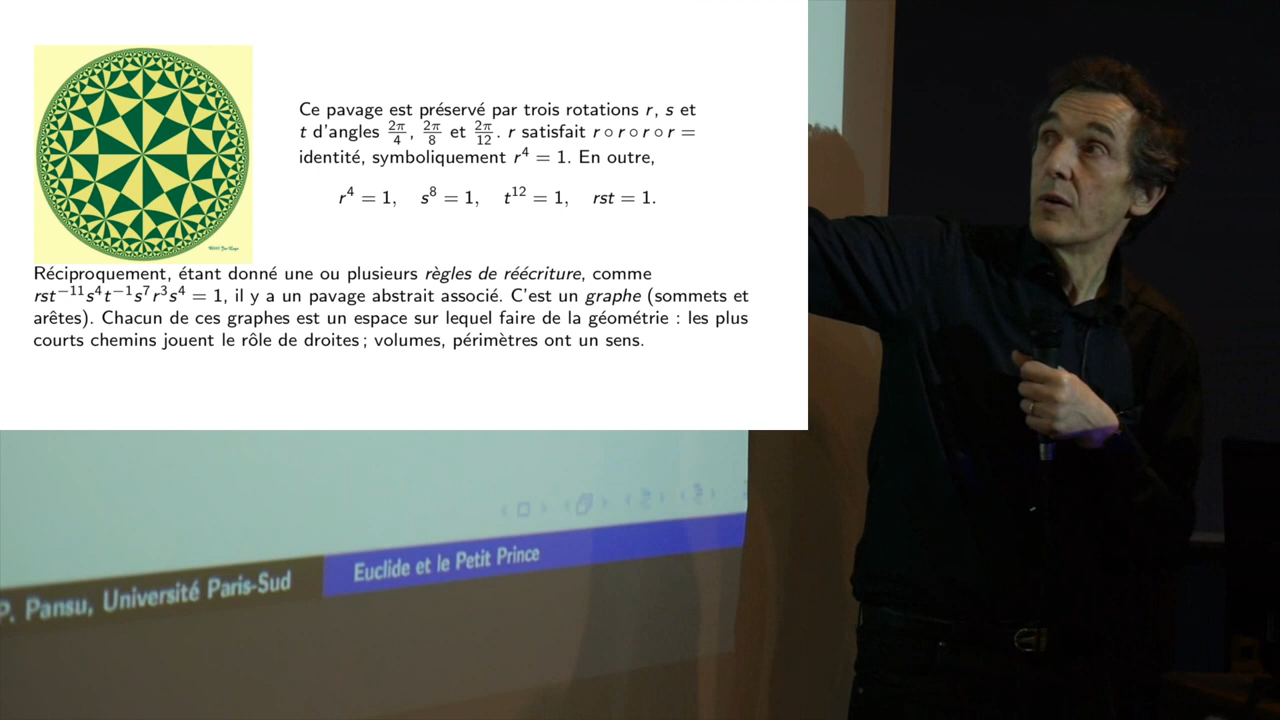 Ce pavage est préservé par trois rotations r, s et
t d'angles 2π/4, 2π/8 et 2π/12. r satisfait r ∘ r ∘ r ∘ r =
identité, symboliquement r⁴ = 1. En outre,
r⁴ = 1, s⁸ = 1, t¹² = 1, rst = 1.
Réciproquement, étant donné une ou plusieurs règles de réécriture, comme
rst⁻¹¹s⁴t⁻¹s⁷r³s⁴ = 1, il y a un pavage abstrait associé. C'est un graphe (sommets et
arêtes). Chacun de ces graphes est un espace sur lequel faire de la géométrie : les plus
courts chemins jouent le rôle de droites ; volumes, périmètres ont un sens.
P. Pansu, Université Paris-Sud
Euclide et le Petit Prince